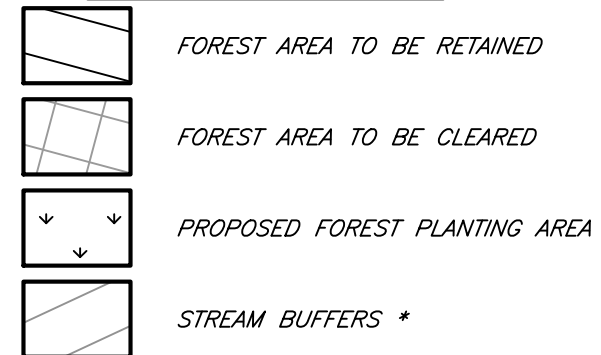 FOREST AREA TO BE RETAINED
FOREST AREA TO BE CLEARED
PROPOSED FOREST PLANTING AREA
STREAM BUFFERS *